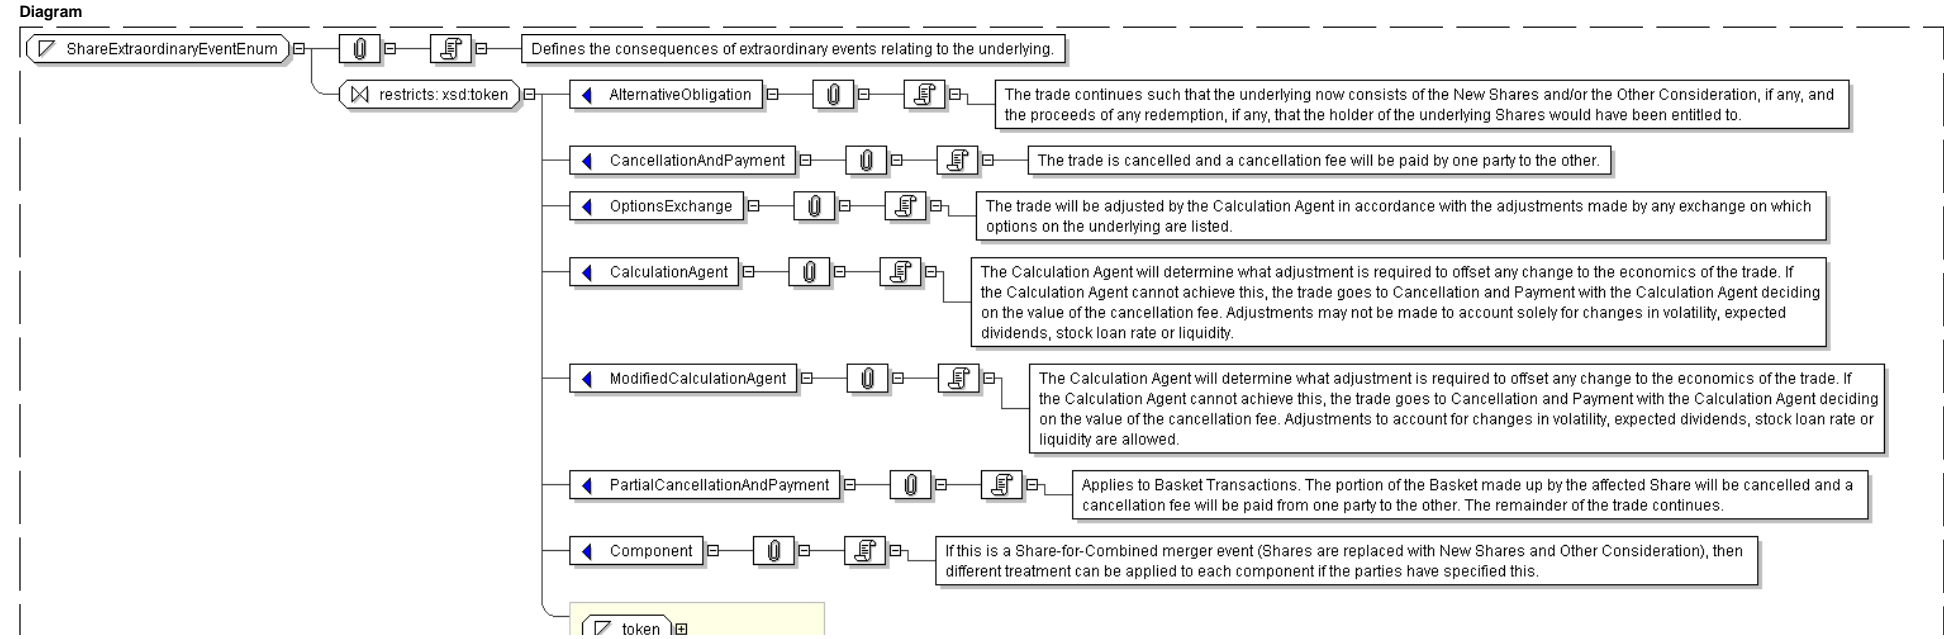 Diagram
ShareExtraordinaryEventEnum
Defines the consequences of extraordinary events relating to the underlying.
restricts: xsd:token
AlternativeObligation
The trade continues such that the underlying now consists of the New Shares and/or the Other Consideration, if any, and
the proceeds of any redemption, if any, that the holder of the underlying Shares would have been entitled to.
CancellationAndPayment
The trade is cancelled and a cancellation fee will be paid by one party to the other.
OptionsExchange
The trade will be adjusted by the Calculation Agent in accordance with the adjustments made by any exchange on which
options on the underlying are listed.
CalculationAgent
The Calculation Agent will determine what adjustment is required to offset any change to the economics of the trade. If
the Calculation Agent cannot achieve this, the trade goes to Cancellation and Payment with the Calculation Agent deciding
on the value of the cancellation fee. Adjustments may not be made to account solely for changes in volatility, expected
dividends, stock loan rate or liquidity.
ModifiedCalculationAgent
The Calculation Agent will determine what adjustment is required to offset any change to the economics of the trade. If
the Calculation Agent cannot achieve this, the trade goes to Cancellation and Payment with the Calculation Agent deciding
on the value of the cancellation fee. Adjustments to account for changes in volatility, expected dividends, stock loan rate or
liquidity are allowed.
PartialCancellationAndPayment
Applies to Basket Transactions. The portion of the Basket made up by the affected Share will be cancelled and a
cancellation fee will be paid from one party to the other. The remainder of the trade continues.
Component
If this is a Share-for-Combined merger event (Shares are replaced with New Shares and Other Consideration), then
different treatment can be applied to each component if the parties have specified this.
token